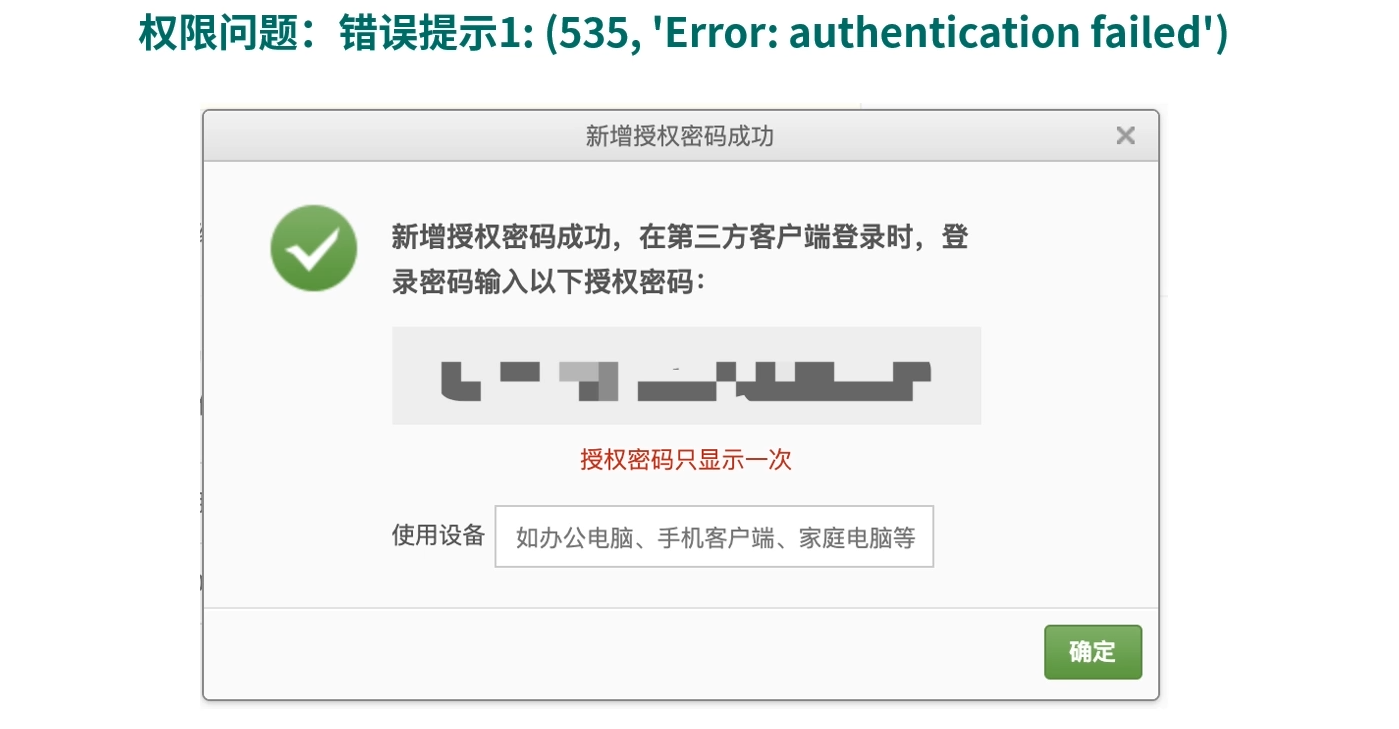 权限问题：错误提示1: (535, 'Error: authentication failed')
新增授权密码成功
新增授权密码成功，在第三方客户端登录时，登
录密码输入以下授权密码：
授权密码只显示一次
使用设备 如办公电脑、手机客户端、家庭电脑等
确定